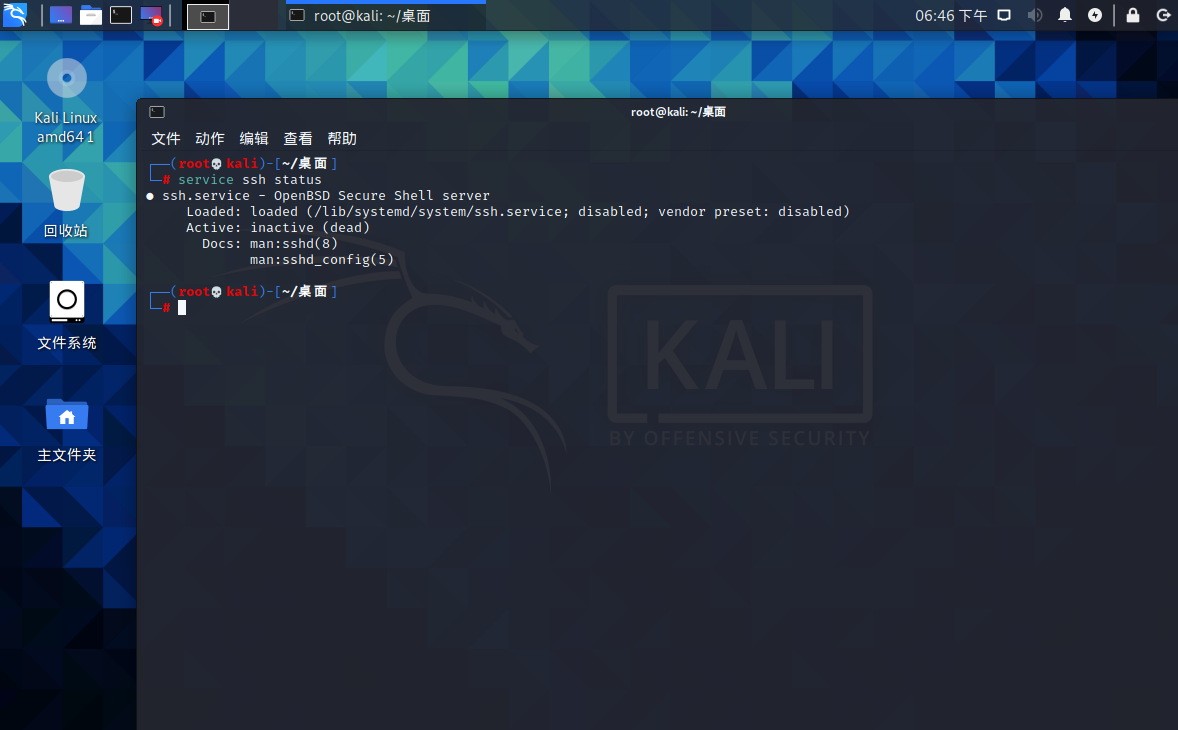 root@kali: ~/桌面
06:46 下午
Kali Linux
amd64 1
回收站
文件系统
主文件夹
root@kali: ~/桌面
文件 动作 编辑 查看 帮助
┌──(root💀kali)-[~/桌面]
└─# service ssh status
● ssh.service - OpenBSD Secure Shell server
     Loaded: loaded (/lib/systemd/system/ssh.service; disabled; vendor preset: disabled)
     Active: inactive (dead)
       Docs: man:sshd(8)
             man:sshd_config(5)
┌──(root💀kali)-[~/桌面]
└─#
KALI
BY OFFENSIVE SECURITY